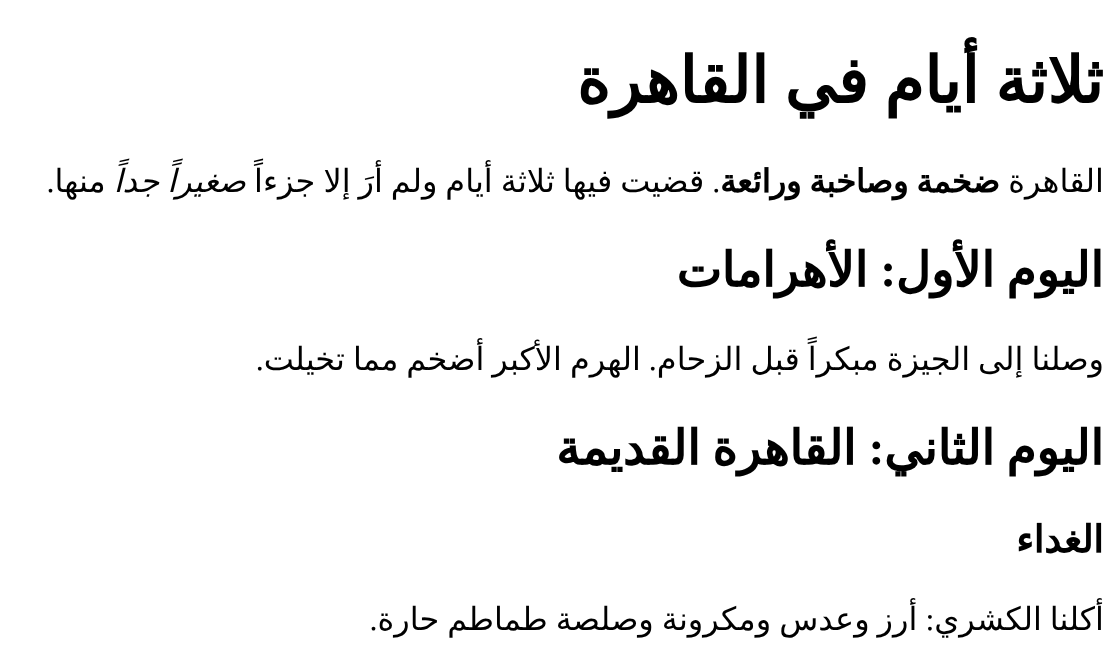 ثلاثة أيام في القاهرة
القاهرة ضخمة وصاخبة ورائعة. قضيت فيها ثلاثة أيام ولم أرَ إلا جزءاً صغيراً جداً منها.
اليوم الأول: الأهرامات
وصلنا إلى الجيزة مبكراً قبل الزحام. الهرم الأكبر أضخم مما تخيلت.
اليوم الثاني: القاهرة القديمة
الغداء
أكلنا الكشري: أرز وعدس ومكرونة وصلصة طماطم حارة.